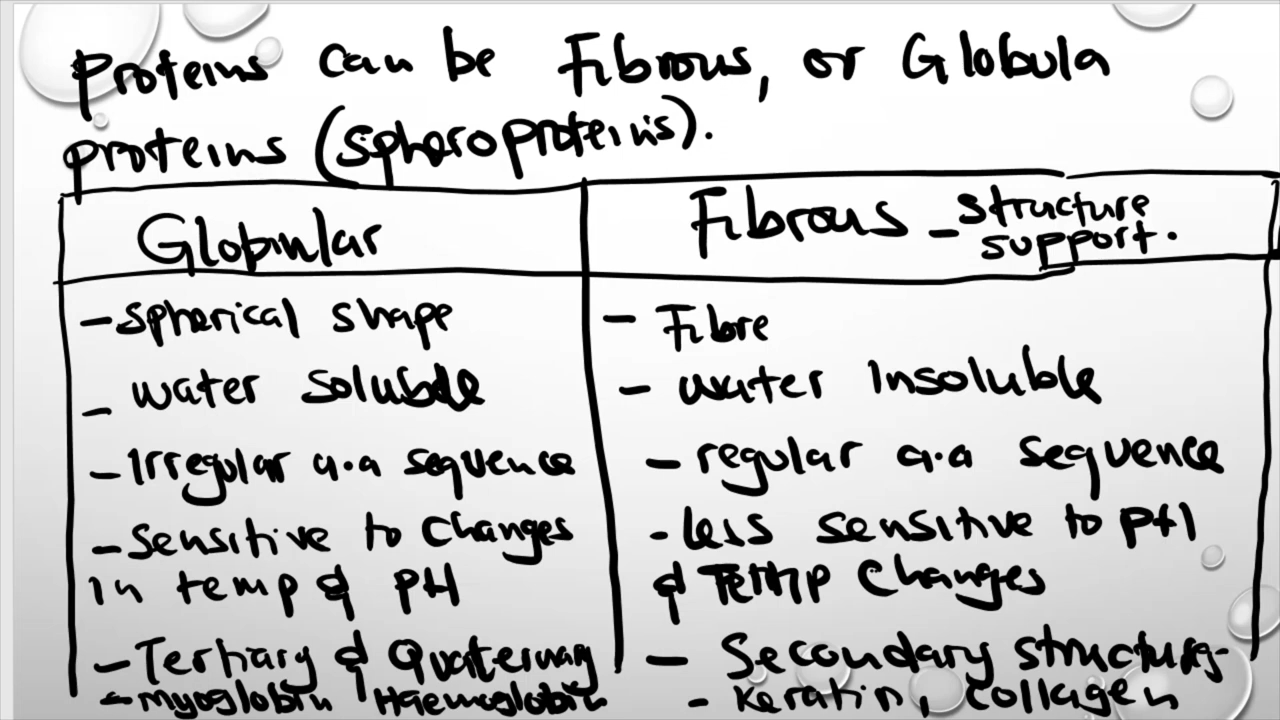 proteins can be Fibrous, or Globula
proteins (spheroproteins).
Globular
Fibrous - structure
support.
- spherical shape
- water soluble
- Irregular a.a sequence
- Sensitive to Changes
in temp & PH
- Tertiary & Quaternary
- myoglobin, Haemoglobin
- Fibre
- water Insoluble
- regular a.a sequence
- less sensitive to pH
& Temp Changes
- Secondary structures
- Keratin, collagen